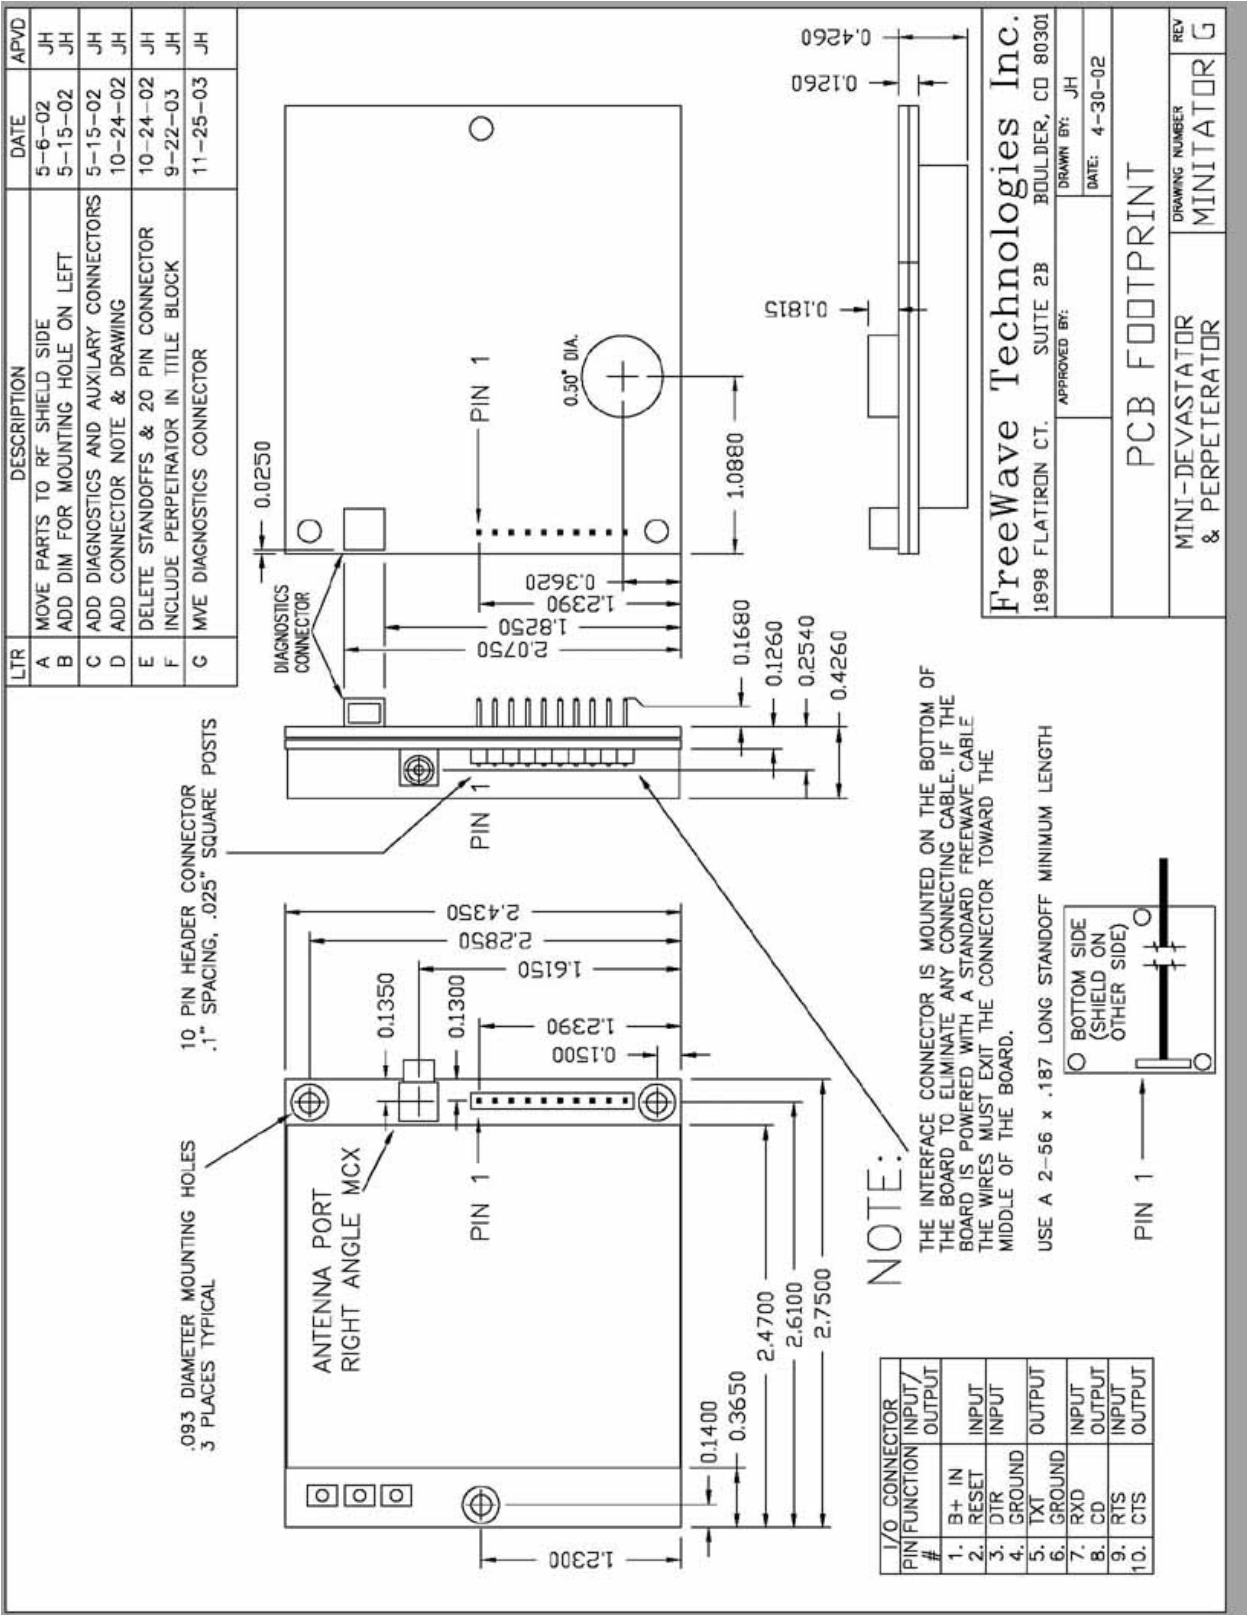 LTR DESCRIPTION DATE APVD
A MOVE PARTS TO RF SHIELD SIDE 5-6-02 JH
B ADD DIM FOR MOUNTING HOLE ON LEFT 5-15-02 JH
C ADD DIAGNOSTICS AND AUXILARY CONNECTORS 5-15-02 JH
D ADD CONNECTOR NOTE & DRAWING 10-24-02 JH
E DELETE STANDOFFS & 20 PIN CONNECTOR 10-24-02 JH
F INCLUDE PERPETRATOR IN TITLE BLOCK 9-22-03 JH
G MVE DIAGNOSTICS CONNECTOR 11-25-03 JH
.093 DIAMETER MOUNTING HOLES
3 PLACES TYPICAL
10 PIN HEADER CONNECTOR
.1" SPACING, .025" SQUARE POSTS
ANTENNA PORT
RIGHT ANGLE MCX
PIN 1
1.2300
0.1400
0.3650
2.4700
2.6100
2.7500
0.1350
0.1300
2.4350
2.2850
1.6150
1.2390
0.1500
PIN 1
DIAGNOSTICS
CONNECTOR
0.1680
0.1260
0.2540
0.4260
0.0250
2.0750
1.8250
1.2390
0.3620
PIN 1
0.50" DIA.
1.0880
0.1815
0.1260
0.4260
NOTE:
THE INTERFACE CONNECTOR IS MOUNTED ON THE BOTTOM OF
THE BOARD TO ELIMINATE ANY CONNECTING CABLE. IF THE
BOARD IS POWERED WITH A STANDARD FREEWAVE CABLE
THE WIRES MUST EXIT THE CONNECTOR TOWARD THE
MIDDLE OF THE BOARD.
USE A 2-56 x .187 LONG STANDOFF MINIMUM LENGTH
PIN 1
BOTTOM SIDE
(SHIELD ON
OTHER SIDE)
I/O CONNECTOR
PIN # FUNCTION INPUT/OUTPUT
1. B+ IN
2. RESET INPUT
3. DTR INPUT
4. GROUND
5. TXT OUTPUT
6. GROUND
7. RXD INPUT
8. CD OUTPUT
9. RTS INPUT
10. CTS OUTPUT
FreeWave Technologies Inc.
1898 FLATIRON CT. SUITE 2B BOULDER, CO 80301
APPROVED BY: DRAWN BY: JH
DATE: 4-30-02
PCB FOOTPRINT
MINI-DEVASTATOR
& PERPETERATOR
DRAWING NUMBER
MINITATOR
REV
G